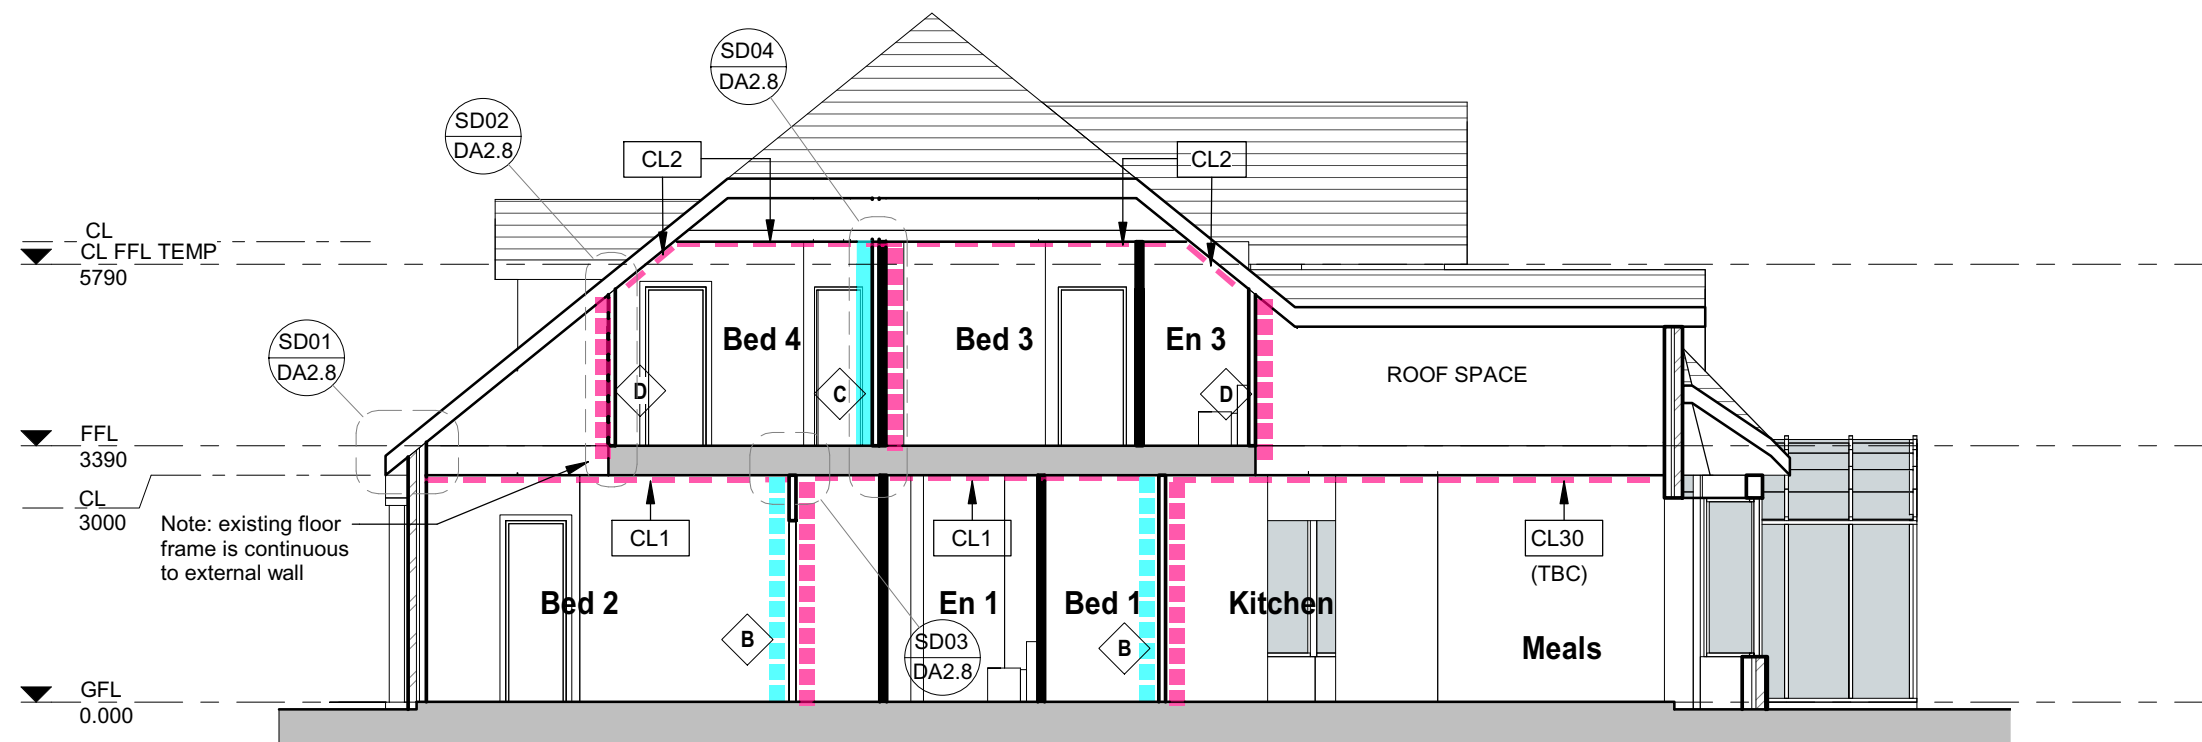 SD04
DA2.8
SD02
DA2.8
CL2
CL2
CL
CL FFL TEMP
5790
SD01
DA2.8
Bed 4
Bed 3
En 3
ROOF SPACE
D
C
D
FFL
3390
CL
3000
Note: existing floor
frame is continuous
to external wall
CL1
CL1
CL30
(TBC)
Bed 2
En 1
Bed 1
Kitchen
B
B
SD03
DA2.8
Meals
GFL
0.000